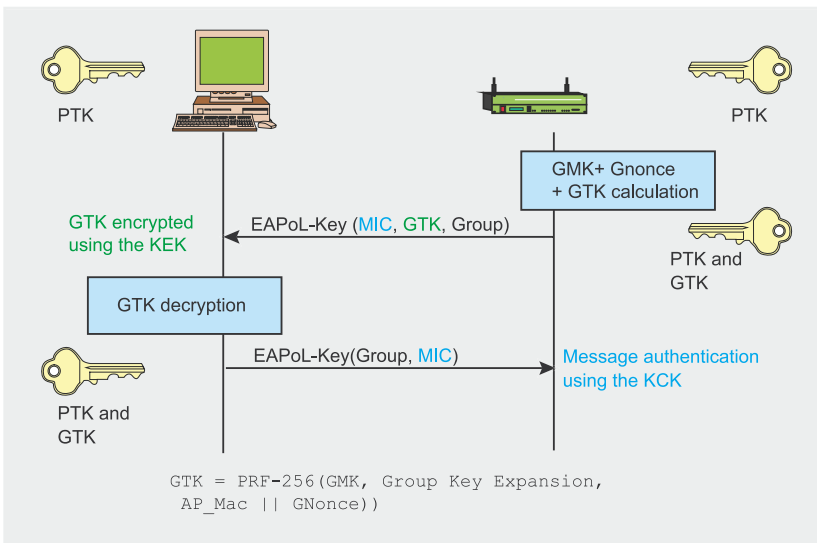 PTK
PTK
GMK+ Gnonce
+ GTK calculation
GTK encrypted
using the KEK
EAPoL-Key (MIC, GTK, Group)
PTK and
GTK
GTK decryption
EAPoL-Key(Group, MIC)
Message authentication
using the KCK
PTK and
GTK
GTK = PRF-256(GMK, Group Key Expansion,
AP_Mac || GNonce))